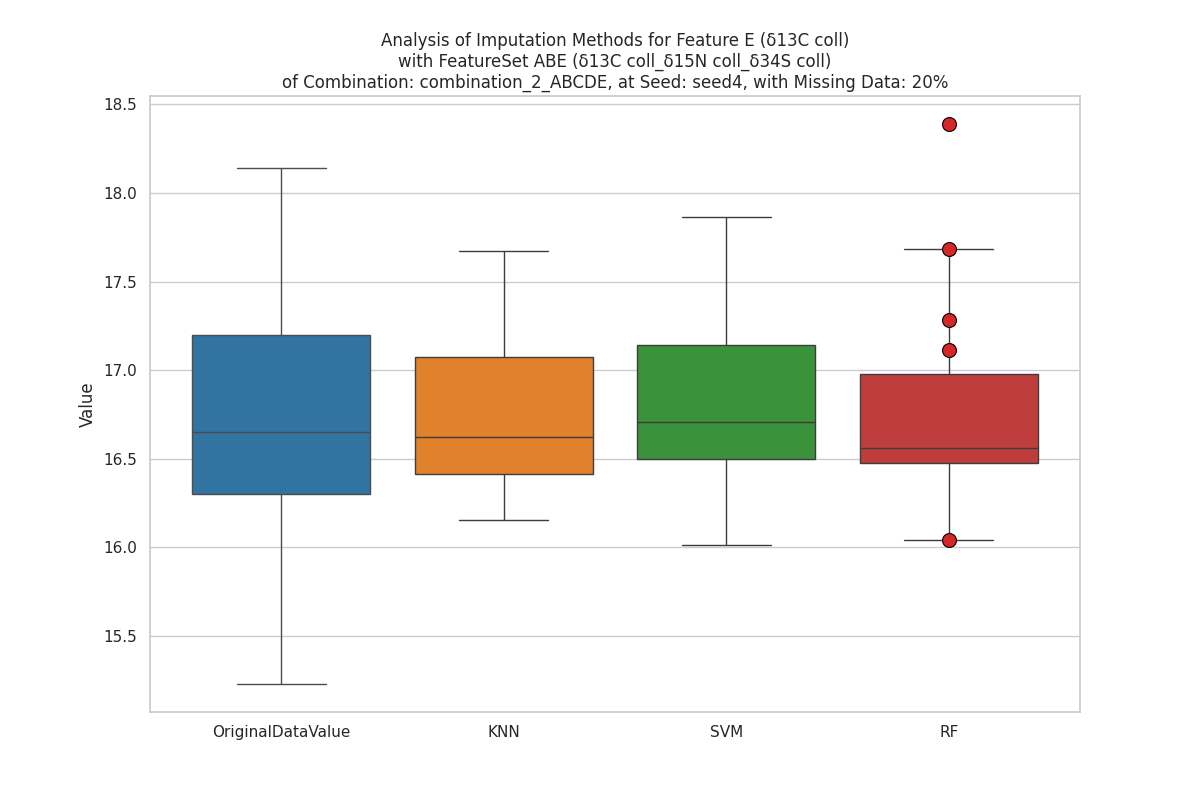 Analysis of Imputation Methods for Feature E (δ13C coll)
with FeatureSet ABE (δ13C coll_δ15N coll_δ34S coll)
of Combination: combination_2_ABCDE, at Seed: seed4, with Missing Data: 20%
18.5
18.0
17.5
17.0
16.5
16.0
15.5
Value
OriginalDataValue
KNN
SVM
RF